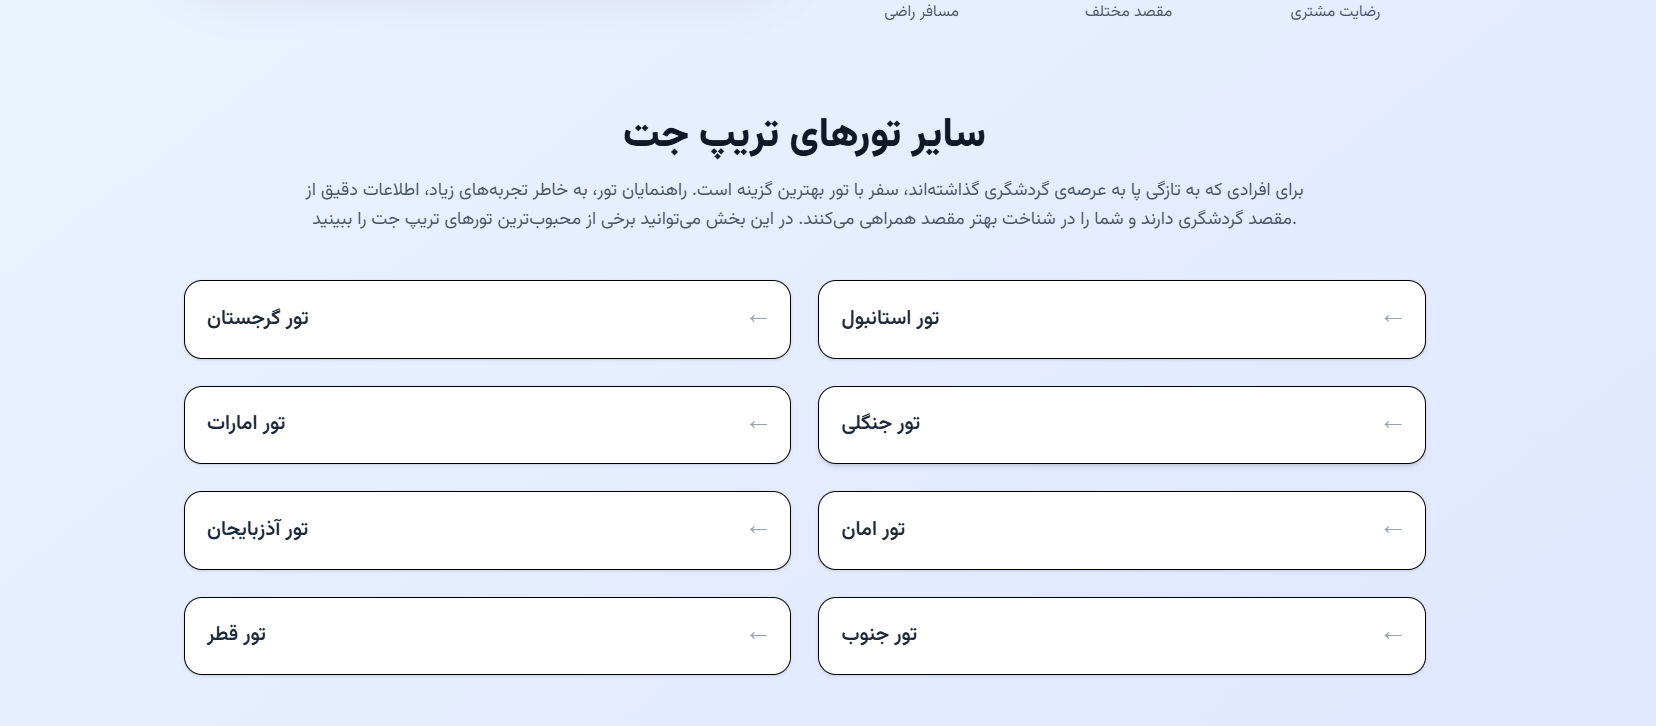 رضایت مشتری
مقصد مختلف
مسافر راضی
سایر تورهای تریپ جت
برای افرادی که به تازگی پا به عرصه‌ی گردشگری گذاشته‌اند، سفر با تور بهترین گزینه است. راهنمایان تور، به خاطر تجربه‌های زیاد، اطلاعات دقیق از
مقصد گردشگری دارند و شما را در شناخت بهتر مقصد همراهی می‌کنند. در این بخش می‌توانید برخی از محبوب‌ترین تورهای تریپ جت را ببینید.
← تور استانبول
← تور گرجستان
← تور جنگلی
← تور امارات
← تور امان
← تور آذزبایجان
← تور جنوب
← تور قطر